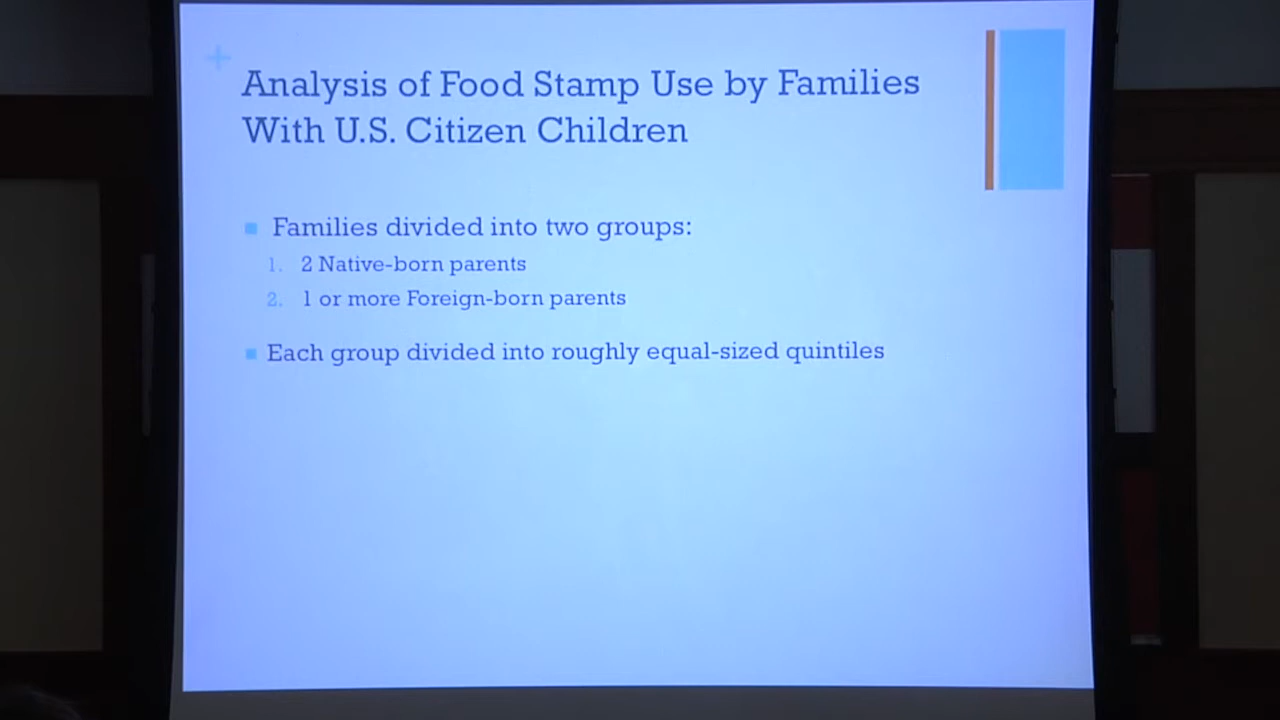 +
Analysis of Food Stamp Use by Families
With U.S. Citizen Children
Families divided into two groups:
1. 2 Native-born parents
2. 1 or more Foreign-born parents
Each group divided into roughly equal-sized quintiles